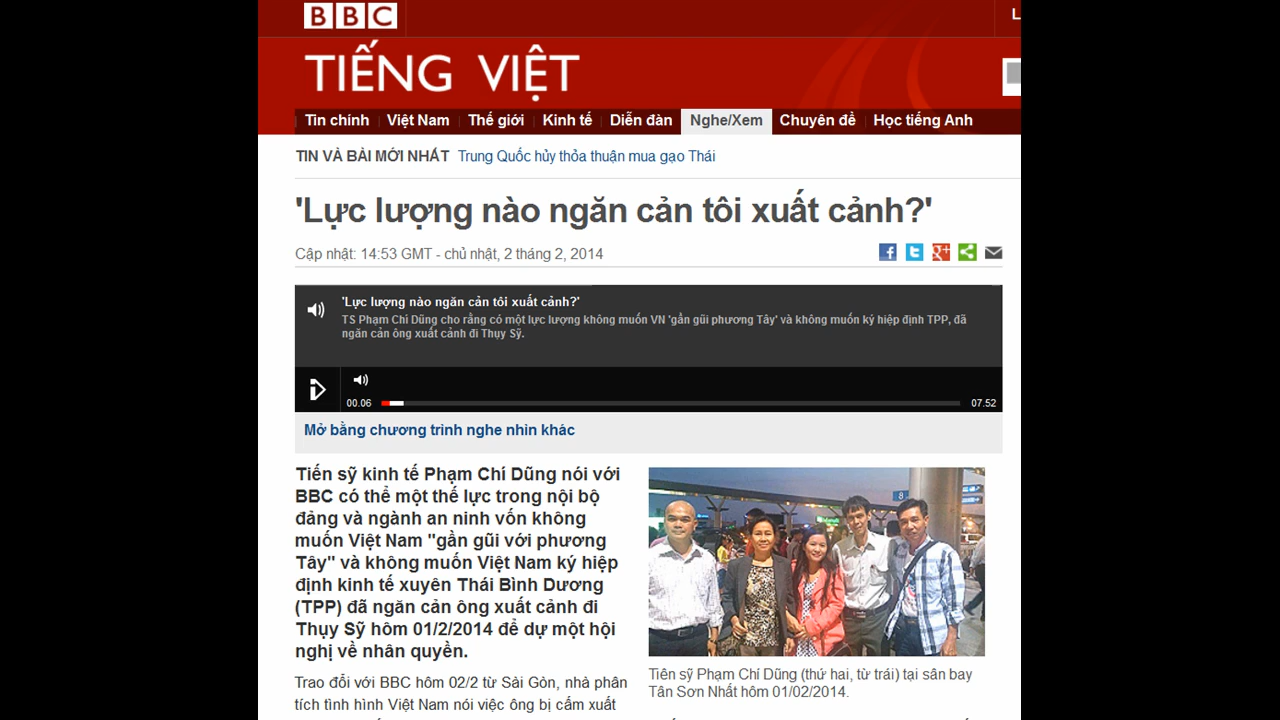 BBC
L
TIẾNG VIỆT
Tin chính Việt Nam Thế giới Kinh tế Diễn đàn Nghe/Xem Chuyên đề Học tiếng Anh
TIN VÀ BÀI MỚI NHẤT Trung Quốc hủy thỏa thuận mua gạo Thái
'Lực lượng nào ngăn cản tôi xuất cảnh?'
Cập nhật: 14:53 GMT - chủ nhật, 2 tháng 2, 2014
'Lực lượng nào ngăn cản tôi xuất cảnh?'
TS Phạm Chí Dũng cho rằng có một lực lượng không muốn VN 'gần gũi phương Tây' và không muốn ký hiệp định TPP, đã
ngăn cản ông xuất cảnh đi Thụy Sỹ.
00.06 07.52
Mở bằng chương trình nghe nhìn khác
Tiến sỹ kinh tế Phạm Chí Dũng nói với
BBC có thể một thế lực trong nội bộ
đảng và ngành an ninh vốn không
muốn Việt Nam "gần gũi với phương
Tây" và không muốn Việt Nam ký hiệp
định kinh tế xuyên Thái Bình Dương
(TPP) đã ngăn cản ông xuất cảnh đi
Thụy Sỹ hôm 01/2/2014 để dự một hội
nghị về nhân quyền.
Trao đổi với BBC hôm 02/2 từ Sài Gòn, nhà phân
tích tình hình Việt Nam nói việc ông bị cấm xuất
8
Tiến sỹ Phạm Chí Dũng (thứ hai, từ trái) tại sân bay
Tân Sơn Nhất hôm 01/02/2014.